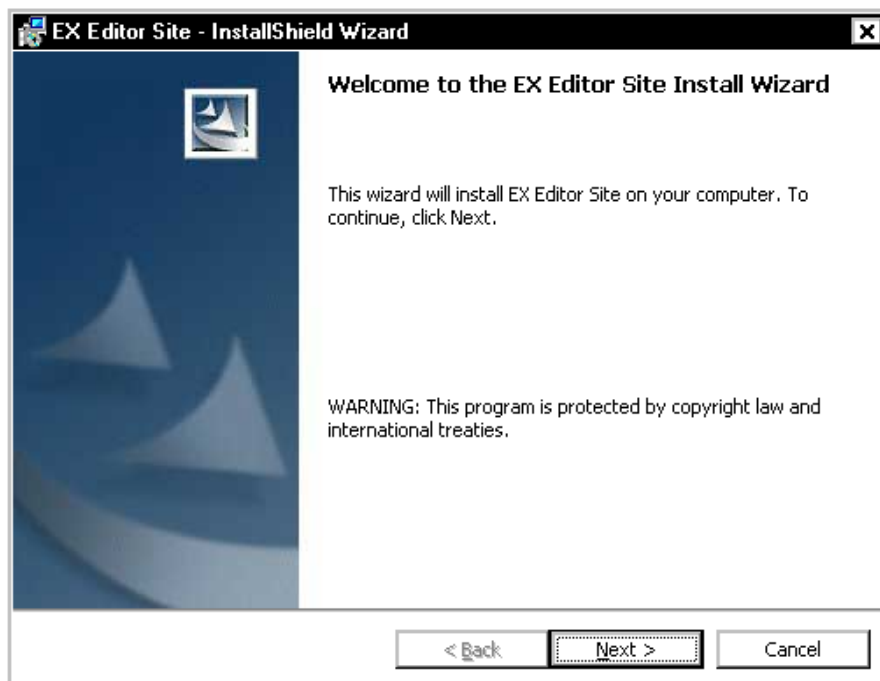 EX Editor Site - InstallShield Wizard
Welcome to the EX Editor Site Install Wizard
This wizard will install EX Editor Site on your computer. To
continue, click Next.
WARNING: This program is protected by copyright law and
international treaties.
< Back
Next >
Cancel